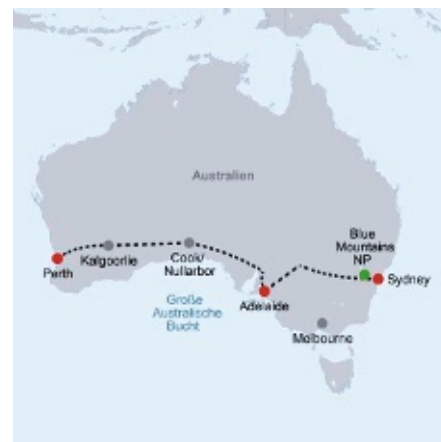 Australien
Blue
Mountains
NP
Perth
Kalgoorlie
Cook/
Nullarbor
Sydney
Große
Australische
Bucht
Adelaide
Melbourne